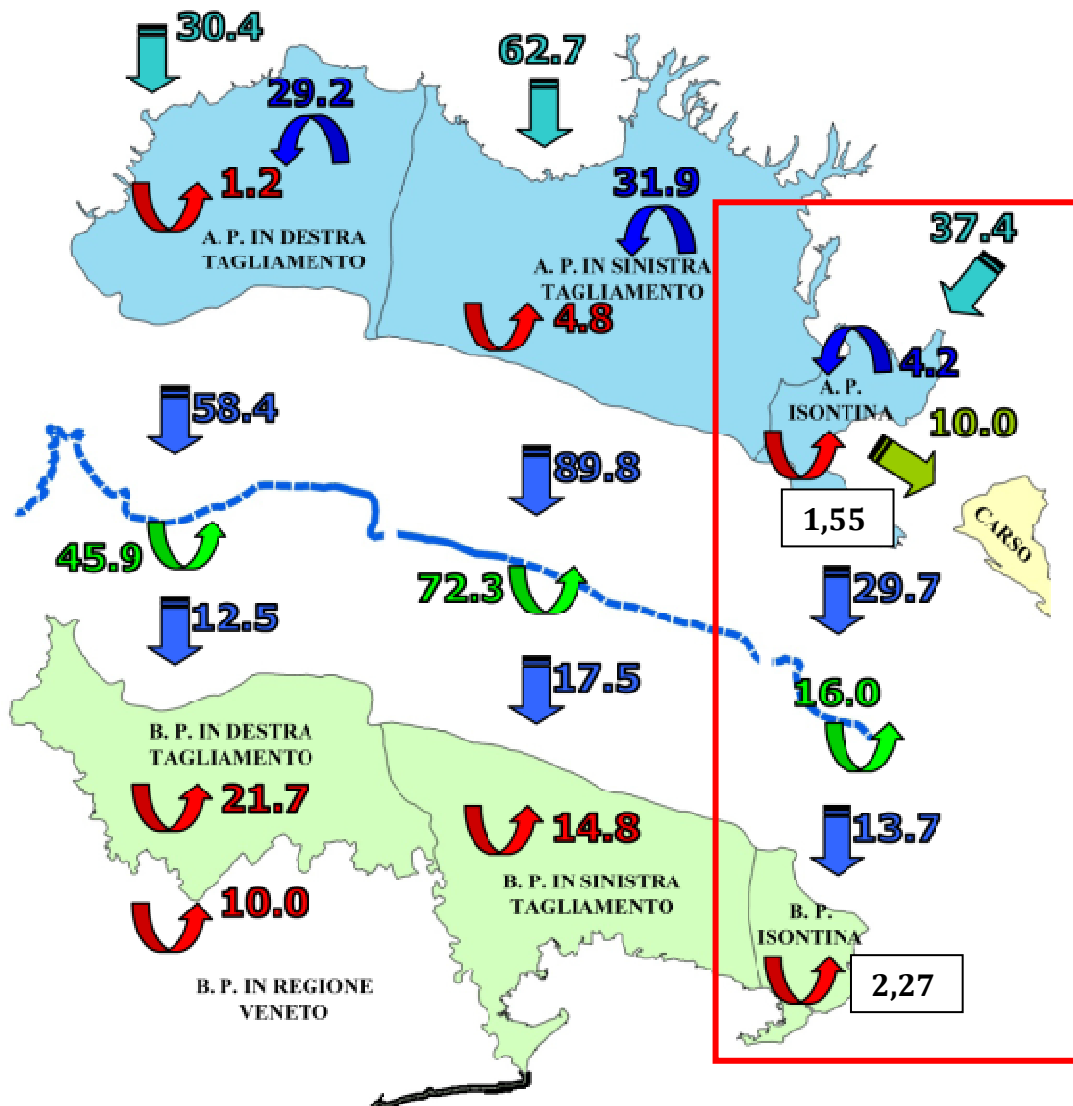 30.4
62.7
29.2
1.2
31.9
37.4
A. P. IN DESTRA
TAGLIAMENTO
A. P. IN SINISTRA
TAGLIAMENTO
4.8
4.2
A. P.
ISONTINA
10.0
58.4
89.8
1,55
CARSO
45.9
72.3
29.7
12.5
17.5
16.0
B. P. IN DESTRA
TAGLIAMENTO
21.7
14.8
13.7
10.0
B. P. IN SINISTRA
TAGLIAMENTO
B. P.
ISONTINA
B. P. IN REGIONE
VENETO
2,27